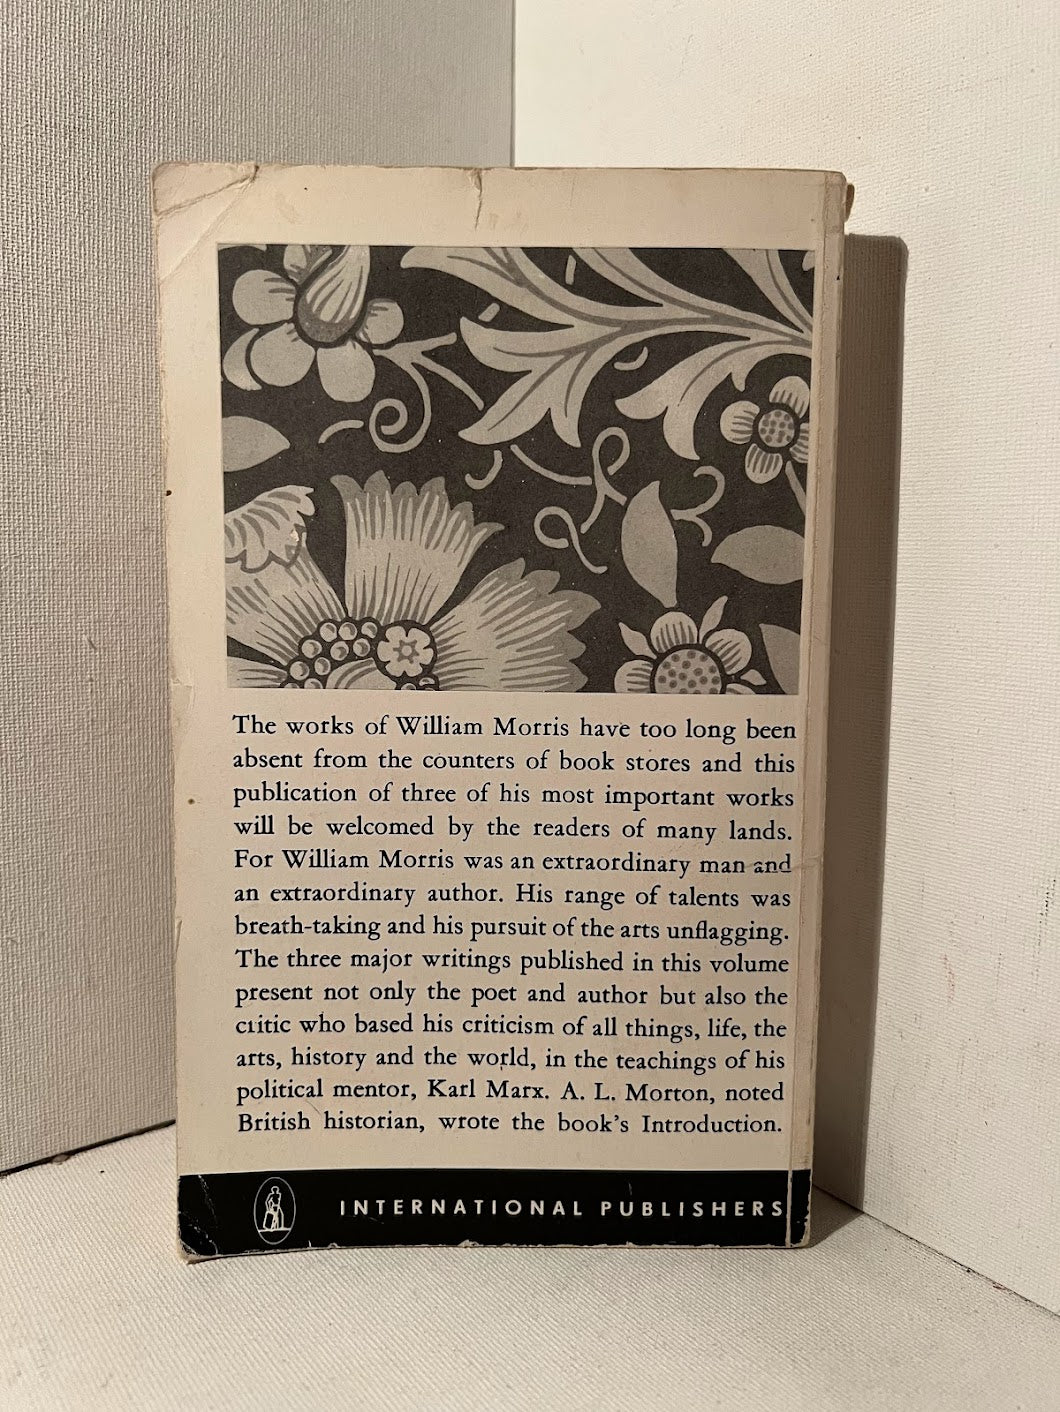 The works of William Morris have too long been
absent from the counters of book stores and this
publication of three of his most important works
will be welcomed by the readers of many lands.
For William Morris was an extraordinary man and
an extraordinary author. His range of talents was
breath-taking and his pursuit of the arts unflagging.
The three major writings published in this volume
present not only the poet and author but also the
critic who based his criticism of all things, life, the
arts, history and the world, in the teachings of his
political mentor, Karl Marx. A. L. Morton, noted
British historian, wrote the book's Introduction.
INTERNATIONAL PUBLISHERS